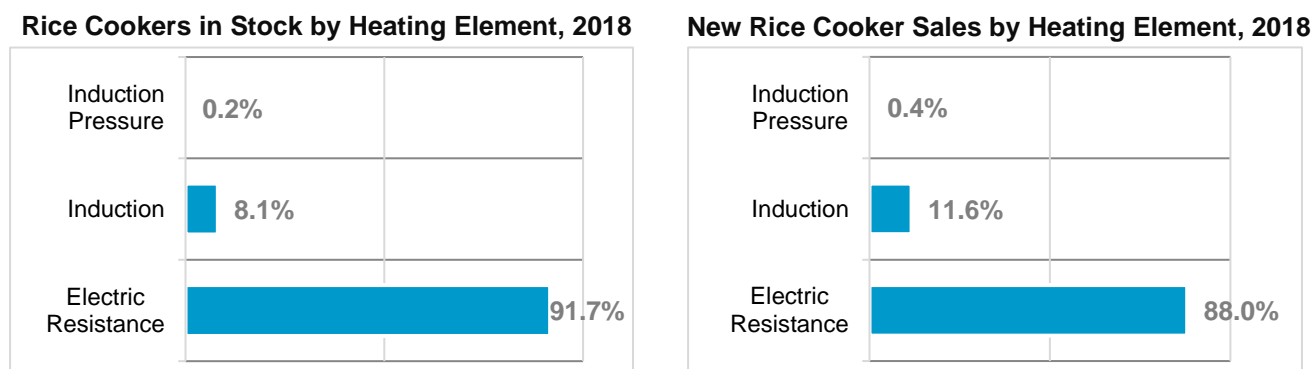 Rice Cookers in Stock by Heating Element, 2018
Induction
Pressure
0.2%
Induction
8.1%
Electric
Resistance
91.7%
New Rice Cooker Sales by Heating Element, 2018
Induction
Pressure
0.4%
Induction
11.6%
Electric
Resistance
88.0%